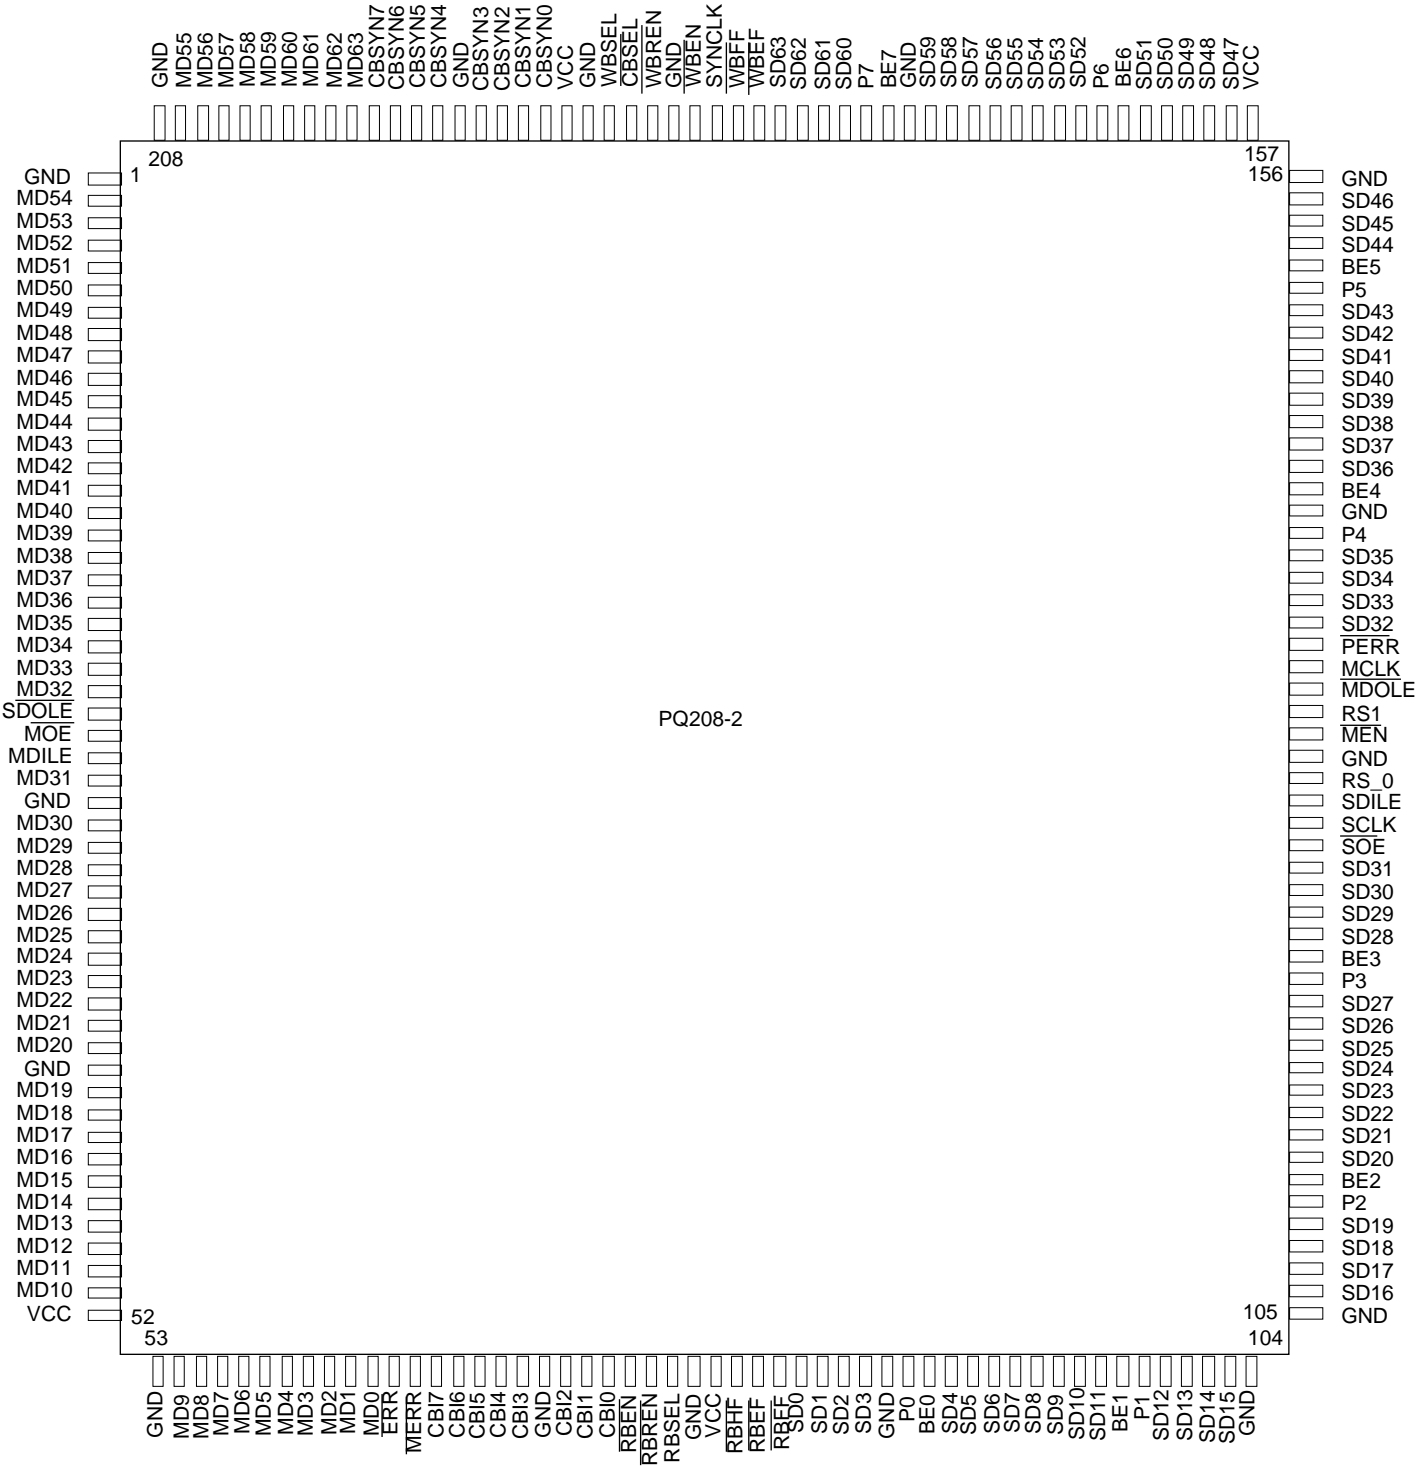 GND MD55 MD56 MD57 MD58 MD59 MD60 MD61 MD62 MD63 CBSYN7 CBSYN6 CBSYN5 CBSYN4 GND CBSYN3 CBSYN2 CBSYN1 CBSYN0 VCC GND WBSEL CBSEL WBREN GND WBEN SYNCLK WBFF WBEF SD63 SD62 SD61 SD60 P7 BE7 GND SD59 SD58 SD57 SD56 SD55 SD54 SD53 SD52 P6 BE6 SD51 SD50 SD49 SD48 SD47 VCC
208 157
GND 1 156 GND
MD54 SD46
MD53 SD45
MD52 SD44
MD51 BE5
MD50 P5
MD49 SD43
MD48 SD42
MD47 SD41
MD46 SD40
MD45 SD39
MD44 SD38
MD43 SD37
MD42 SD36
MD41 BE4
MD40 GND
MD39 P4
MD38 SD35
MD37 SD34
MD36 SD33
MD35 SD32
MD34 PERR
MD33 MCLK
MD32 MDOLE
SDOLE PQ208-2 RS1
MOE MEN
MDILE GND
MD31 RS_0
GND SDILE
MD30 SCLK
MD29 SOE
MD28 SD31
MD27 SD30
MD26 SD29
MD25 SD28
MD24 BE3
MD23 P3
MD22 SD27
MD21 SD26
MD20 SD25
GND SD24
MD19 SD23
MD18 SD22
MD17 SD21
MD16 SD20
MD15 BE2
MD14 P2
MD13 SD19
MD12 SD18
MD11 SD17
MD10 SD16
VCC 52 105 GND
53 104
GND MD9 MD8 MD7 MD6 MD5 MD4 MD3 MD2 MD1 MD0 ERR MERR CBI7 CBI6 CBI5 CBI4 CBI3 GND CBI2 CBI1 CBI0 RBEN RBREN RBSEL GND VCC RBHF RBEF RBFF SD0 SD1 SD2 SD3 GND P0 BE0 SD4 SD5 SD6 SD7 SD8 SD9 SD10 SD11 BE1 P1 SD12 SD13 SD14 SD15 GND